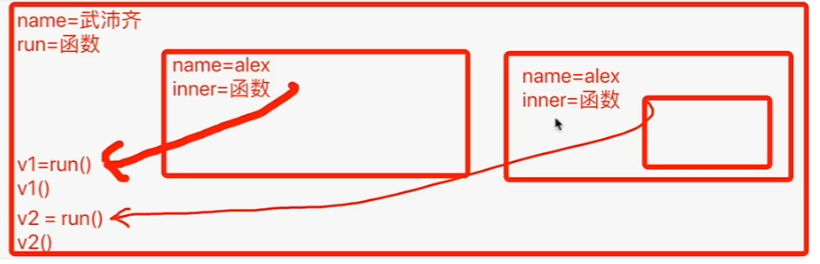 name=武沛齐
run=函数
name=alex
inner=函数
name=alex
inner=函数
v1=run()
v1()
v2 = run()
v2()